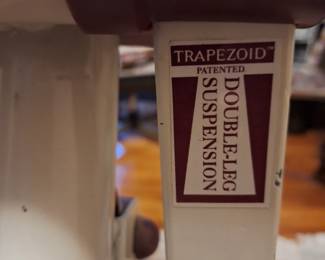 TRAPEZOID™
PATENTED
DOUBLE-LEG
SUSPENSION